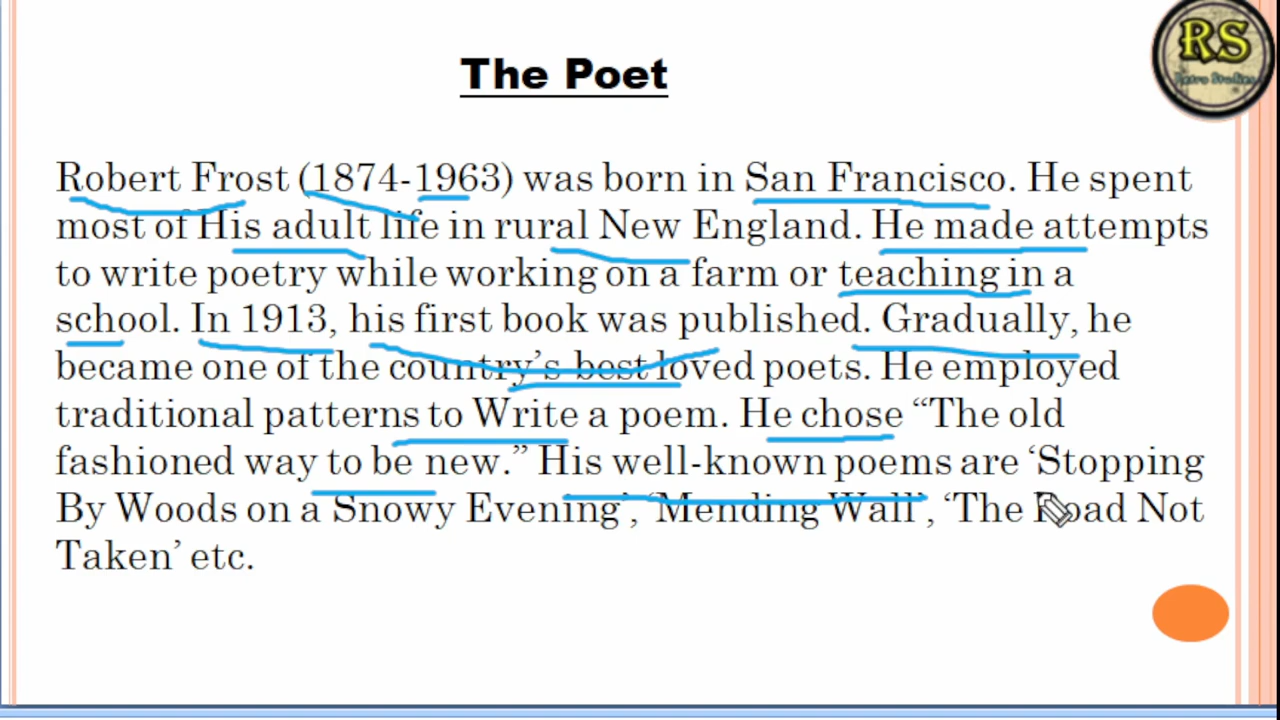 RS
Retro Studies
The Poet
Robert Frost (1874-1963) was born in San Francisco. He spent
most of His adult life in rural New England. He made attempts
to write poetry while working on a farm or teaching in a
school. In 1913, his first book was published. Gradually, he
became one of the country’s best loved poets. He employed
traditional patterns to Write a poem. He chose “The old
fashioned way to be new.” His well-known poems are ‘Stopping
By Woods on a Snowy Evening’, ‘Mending Wall’, ‘The Road Not
Taken’ etc.